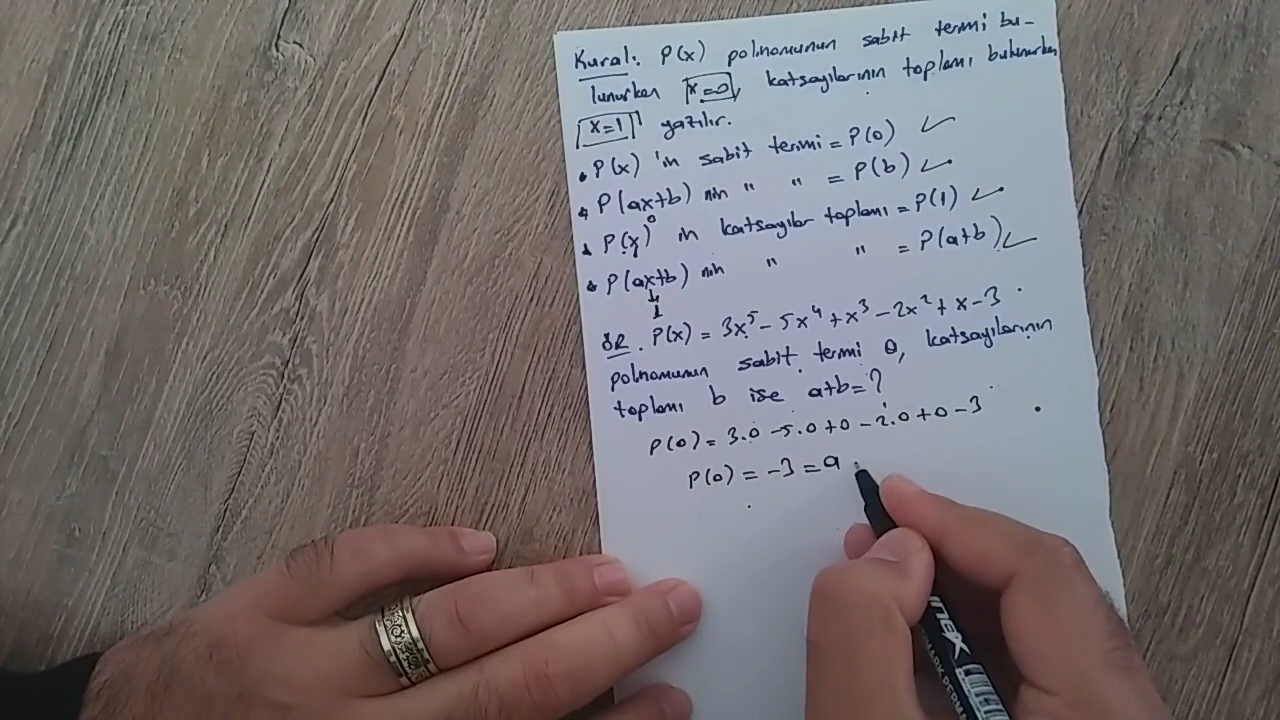 Kural: P(x) polinomunun sabit terimi bu-
lunurken x=0, katsayılarının toplamı bulunurken
x=1 yazılır.
• P(x) 'in sabit terimi = P(0) ✓
• P(ax+b) nin " " = P(b) ✓
• P(x) in katsayılar toplamı = P(1) ✓
• P(ax+b) nin " " = P(a+b) ✓
ÖR. P(x) = 3x⁵ - 5x⁴ + x³ - 2x² + x - 3
polinomunun sabit terimi a, katsayılarının
toplamı b ise a+b=?
P(0) = 3.0 - 5.0 + 0 - 2.0 + 0 - 3
P(0) = -3 = a